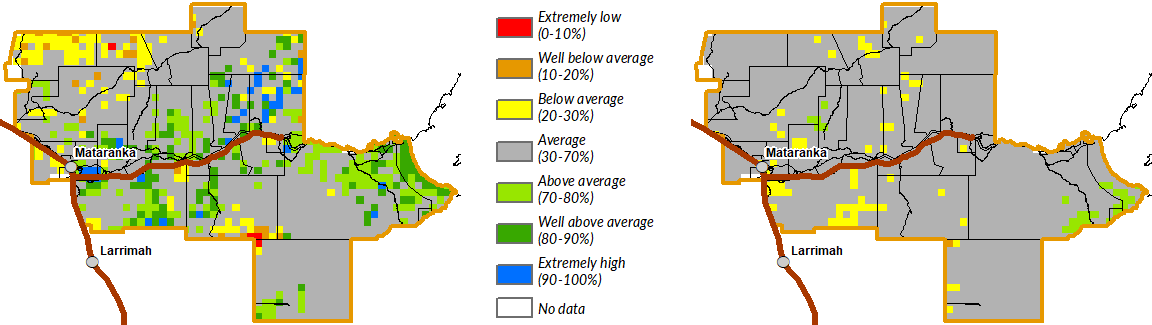 Mataranka
Larrimah
Extremely low
(0-10%)
Well below average
(10-20%)
Below average
(20-30%)
Average
(30-70%)
Above average
(70-80%)
Well above average
(80-90%)
Extremely high
(90-100%)
No data
Mataranka
Larrimah